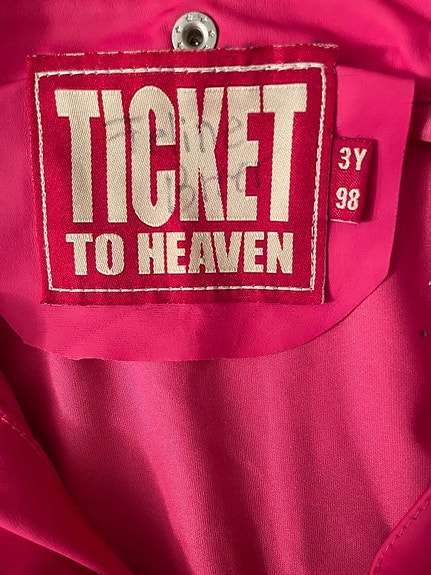 TICKET
TO HEAVEN
3Y
98